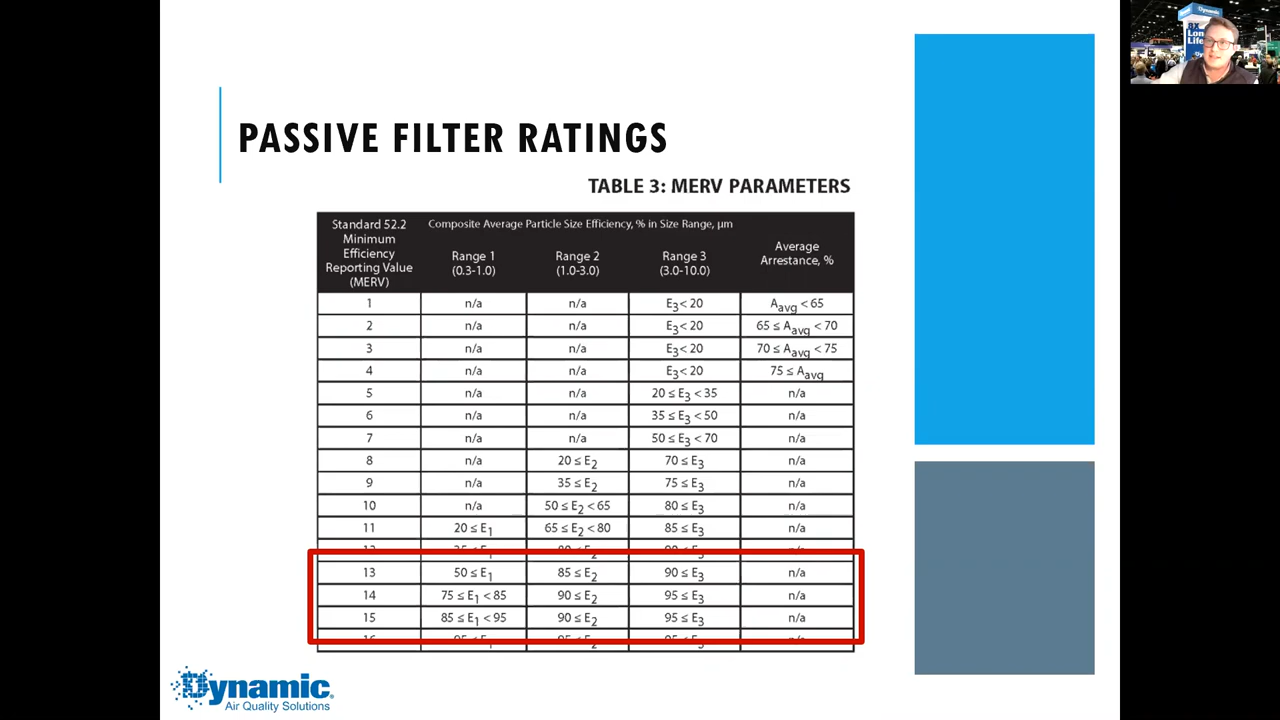 PASSIVE FILTER RATINGS
TABLE 3: MERV PARAMETERS
Standard 52.2 Minimum Efficiency Reporting Value (MERV)
Composite Average Particle Size Efficiency, % in Size Range, µm
Range 1 (0.3-1.0)
Range 2 (1.0-3.0)
Range 3 (3.0-10.0)
Average Arrestance, %
1 n/a n/a E3< 20 Aavg < 65
2 n/a n/a E3< 20 65 ≤ Aavg < 70
3 n/a n/a E3< 20 70 ≤ Aavg < 75
4 n/a n/a E3< 20 75 ≤ Aavg
5 n/a n/a 20 ≤ E3 < 35 n/a
6 n/a n/a 35 ≤ E3 < 50 n/a
7 n/a n/a 50 ≤ E3 < 70 n/a
8 n/a 20 ≤ E2 70 ≤ E3 n/a
9 n/a 35 ≤ E2 75 ≤ E3 n/a
10 n/a 50 ≤ E2 < 65 80 ≤ E3 n/a
11 20 ≤ E1 65 ≤ E2 < 80 85 ≤ E3 n/a
13 50 ≤ E1 85 ≤ E2 90 ≤ E3 n/a
14 75 ≤ E1 < 85 90 ≤ E2 95 ≤ E3 n/a
15 85 ≤ E1 < 95 90 ≤ E2 95 ≤ E3 n/a
Dynamic
Air Quality Solutions
Dynamic
8X
Lon
Life